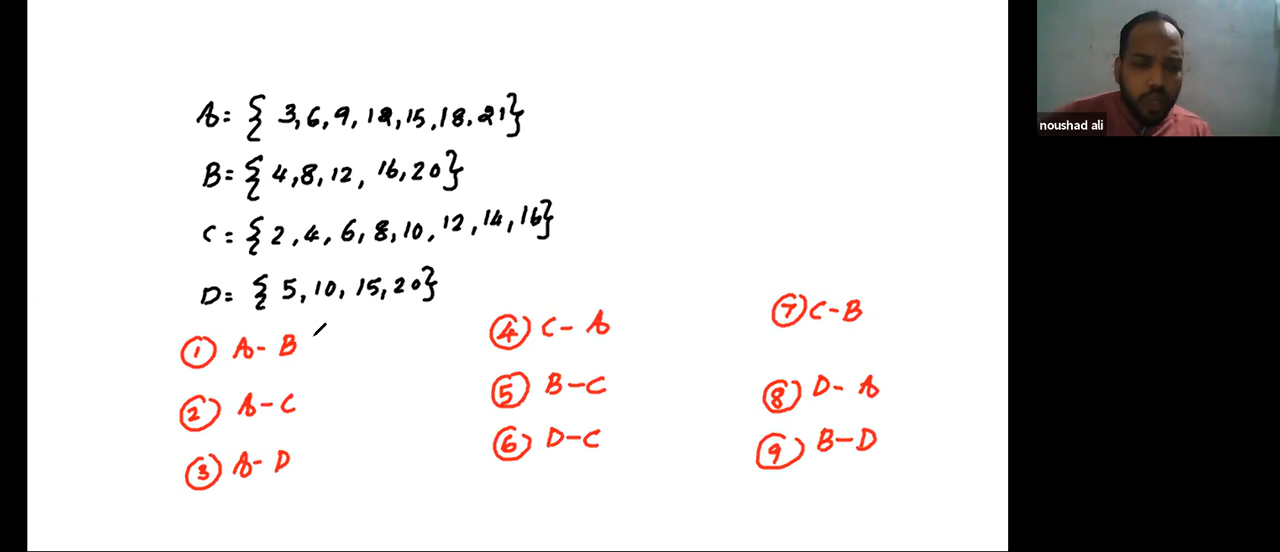 A = { 3, 6, 9, 12, 15, 18, 21}
B = { 4, 8, 12, 16, 20}
C = { 2, 4, 6, 8, 10, 12, 14, 16}
D = { 5, 10, 15, 20}
① A - B
② A - C
③ A - D
④ C - A
⑤ B - C
⑥ D - C
⑦ C - B
⑧ D - A
⑨ B - D
noushad ali